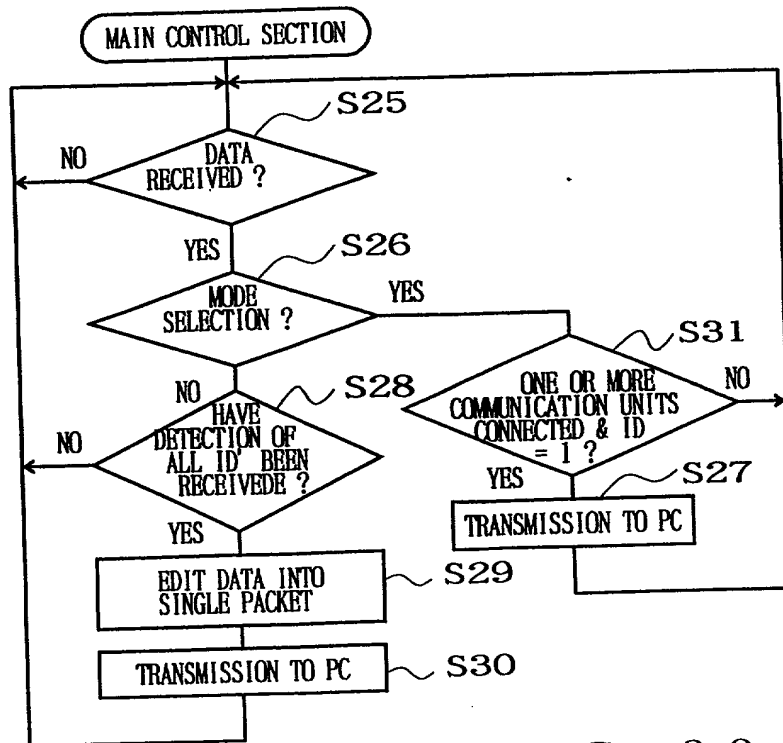 MAIN CONTROL SECTION
S25
NO
DATA
RECEIVED ?
YES
S26
MODE
SELECTION ?
YES
S31
NO
S28
ONE OR MORE
COMMUNICATION UNITS
CONNECTED & ID
= 1 ?
NO
NO
HAVE
DETECTION OF
ALL ID' BEEN
RECEIVEDE ?
YES
S27
TRANSMISSION TO PC
YES
EDIT DATA INTO
SINGLE PACKET
S29
TRANSMISSION TO PC
S30